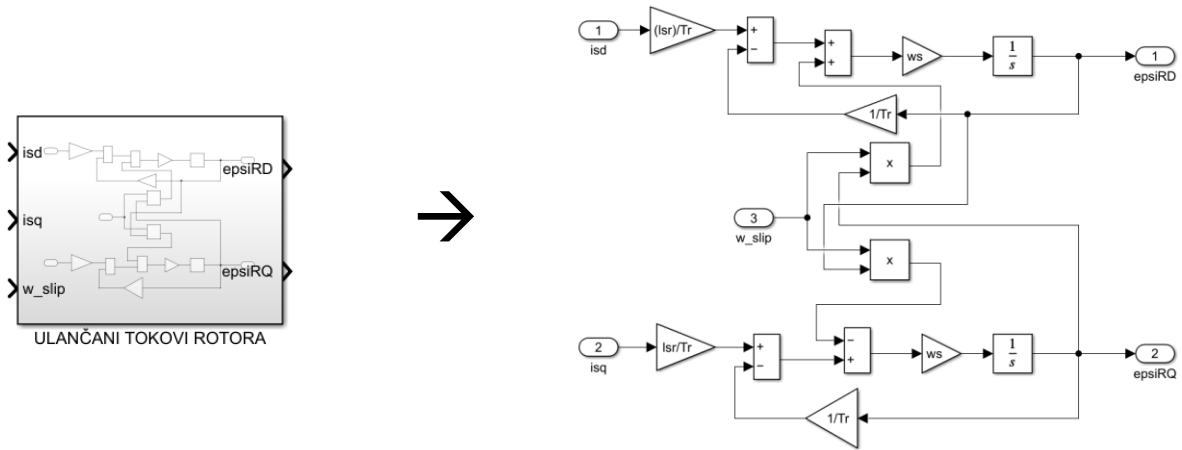 isd
epsiRD
isq
epsiRQ
w_slip
ULANČANI TOKOVI ROTORA
1
isd
(lsr)/Tr
+
−
+
+
ws
1
s
1
epsiRD
1/Tr
x
3
w_slip
x
2
isq
lsr/Tr
+
−
−
+
ws
1
s
2
epsiRQ
1/Tr